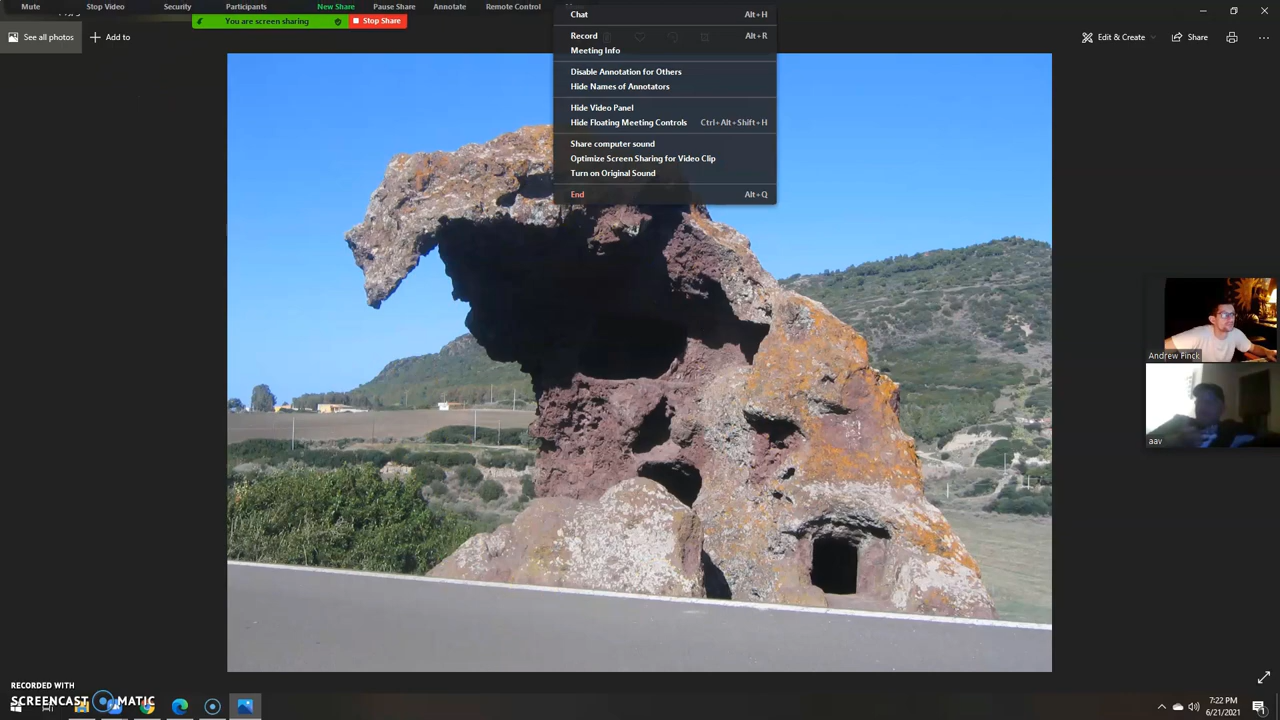 Mute Stop Video Security Participants New Share Pause Share Annotate Remote Control
You are screen sharing Stop Share
See all photos Add to
Edit & Create Share
Chat Alt+H
Record Alt+R
Meeting Info
Disable Annotation for Others
Hide Names of Annotators
Hide Video Panel
Hide Floating Meeting Controls Ctrl+Alt+Shift+H
Share computer sound
Optimize Screen Sharing for Video Clip
Turn on Original Sound
End Alt+Q
Andrew Finck
aav
RECORDED WITH
SCREENCAST MATIC
7:22 PM
6/21/2021